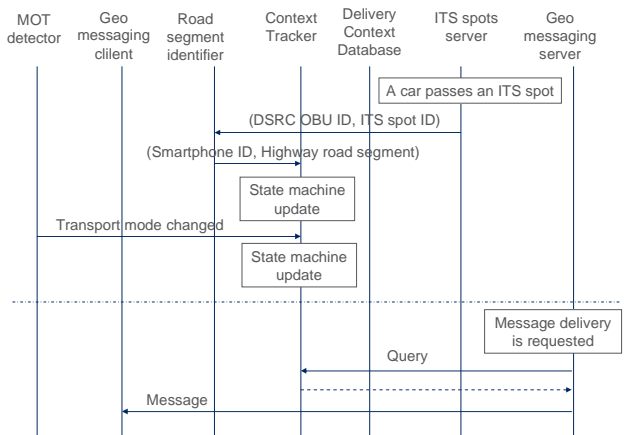 MOT
detector
Geo
messaging
clilent
Road
segment
identifier
Context
Tracker
Delivery
Context
Database
ITS spots
server
Geo
messaging
server
A car passes an ITS spot
(DSRC OBU ID, ITS spot ID)
(Smartphone ID, Highway road segment)
State machine
update
Transport mode changed
State machine
update
Message delivery
is requested
Query
Message